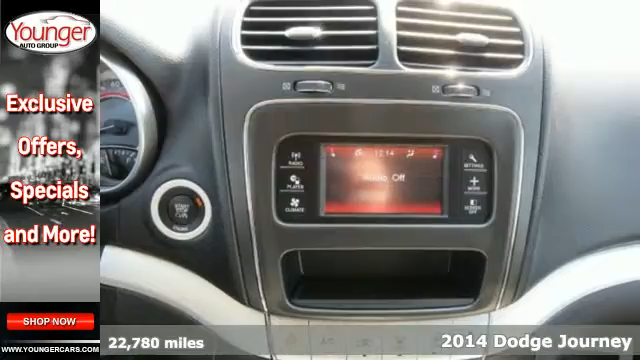 Younger
AUTO GROUP
Exclusive
Offers,
Specials
and More!
SHOP NOW
WWW.YOUNGERCARS.COM
RADIO
PLAYER
CLIMATE
12:14
Audio Off
SETTINGS
MORE
SCREEN
OFF
22,780 miles
2014 Dodge Journey